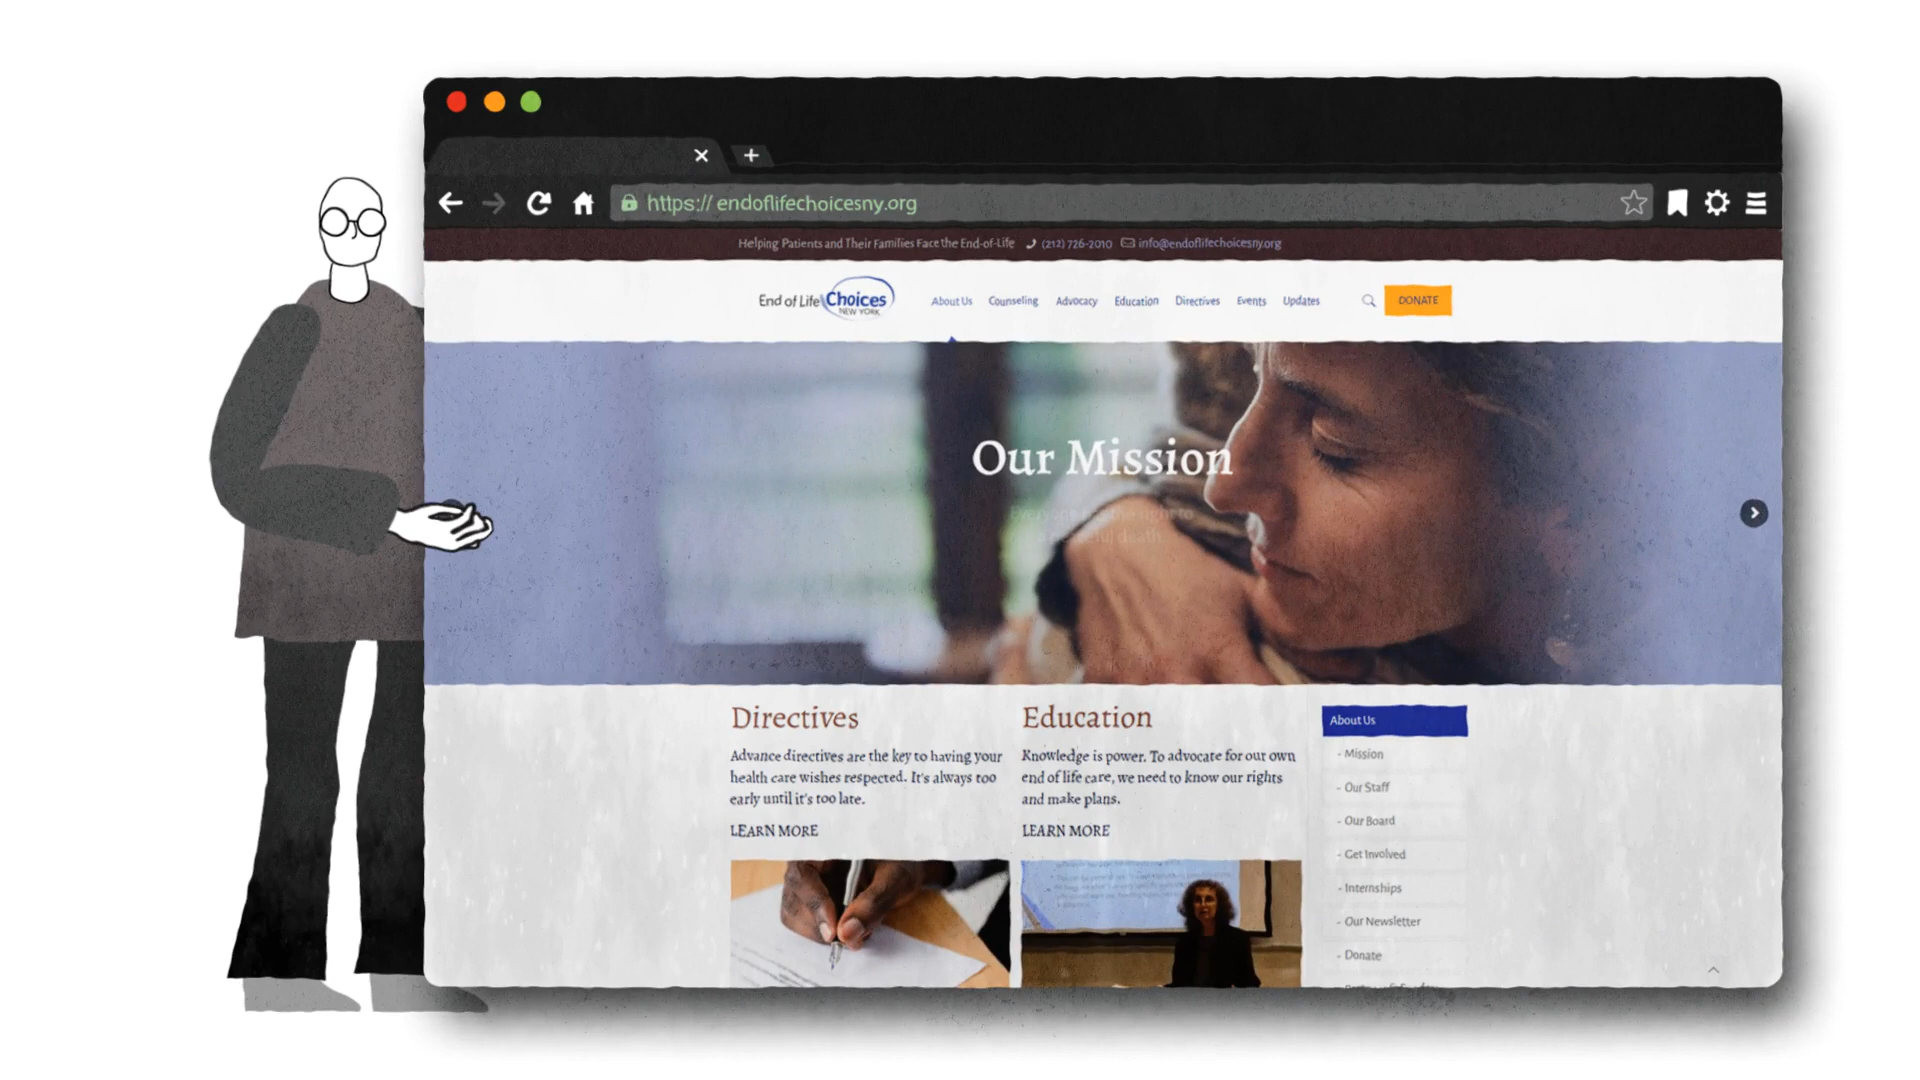 https://endoflifechoicesny.org
Helping Patients and Their Families Face the End-of-Life (212) 726-2010 info@endoflifechoicesny.org
End of Life Choices
NEW YORK
About Us Counseling Advocacy Education Directives Events Updates DONATE
Our Mission
Directives
Advance directives are the key to having your
health care wishes respected. It's always too
early until it's too late.
LEARN MORE
Education
Knowledge is power. To advocate for our own
end of life care, we need to know our rights
and make plans.
LEARN MORE
About Us
- Mission
- Our Staff
- Our Board
- Get Involved
- Internships
- Our Newsletter
- Donate